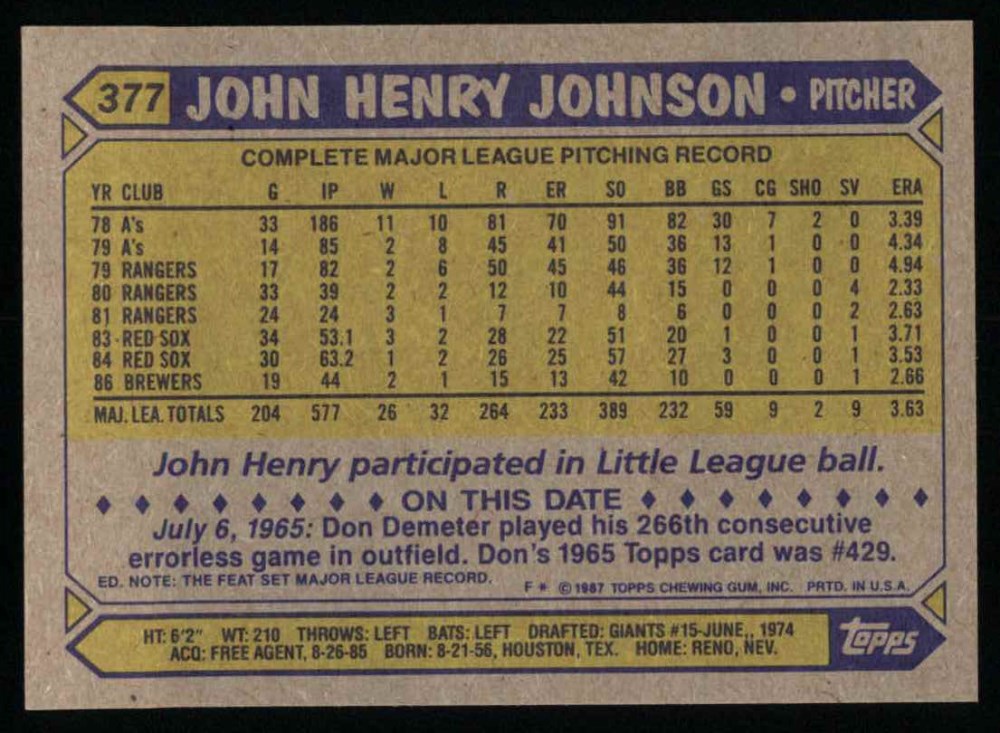 377 JOHN HENRY JOHNSON • PITCHER
COMPLETE MAJOR LEAGUE PITCHING RECORD
YR CLUB G IP W L R ER SO BB GS CG SHO SV ERA
78 A's 33 186 11 10 81 70 91 82 30 7 2 0 3.39
79 A's 14 85 2 8 45 41 50 36 13 1 0 0 4.34
79 RANGERS 17 82 2 6 50 45 46 36 12 1 0 0 4.94
80 RANGERS 33 39 2 2 12 10 44 15 0 0 0 4 2.33
81 RANGERS 24 24 3 1 7 7 8 6 0 0 0 2 2.63
83 RED SOX 34 53.1 3 2 28 22 51 20 1 0 0 1 3.71
84 RED SOX 30 63.2 1 2 26 25 57 27 3 0 0 1 3.53
86 BREWERS 19 44 2 1 15 13 42 10 0 0 0 1 2.66
MAJ. LEA. TOTALS 204 577 26 32 264 233 389 232 59 9 2 9 3.63
John Henry participated in Little League ball.
♦ ♦ ♦ ♦ ♦ ♦ ♦ ♦ ON THIS DATE ♦ ♦ ♦ ♦ ♦ ♦ ♦ ♦
July 6, 1965: Don Demeter played his 266th consecutive
errorless game in outfield. Don's 1965 Topps card was #429.
ED. NOTE: THE FEAT SET MAJOR LEAGUE RECORD. F * © 1987 TOPPS CHEWING GUM, INC. PRTD. IN U.S.A.
HT: 6'2" WT: 210 THROWS: LEFT BATS: LEFT DRAFTED: GIANTS #15-JUNE,, 1974
ACQ: FREE AGENT, 8-26-85 BORN: 8-21-56, HOUSTON, TEX. HOME: RENO, NEV.
topps